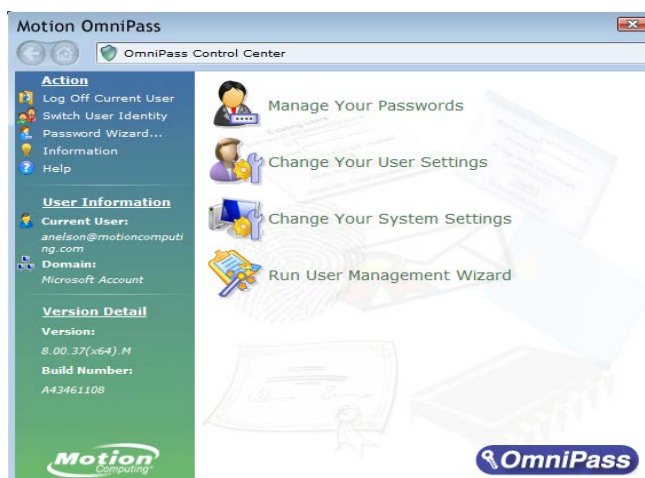 Motion OmniPass
OmniPass Control Center
Action
Log Off Current User
Switch User Identity
Password Wizard...
Information
Help
User Information
Current User:
anelson@motioncomputi
ng.com
Domain:
Microsoft Account
Version Detail
Version:
8.00.37(x64).M
Build Number:
A43461108
Motion
Computing
Manage Your Passwords
Change Your User Settings
Change Your System Settings
Run User Management Wizard
OmniPass